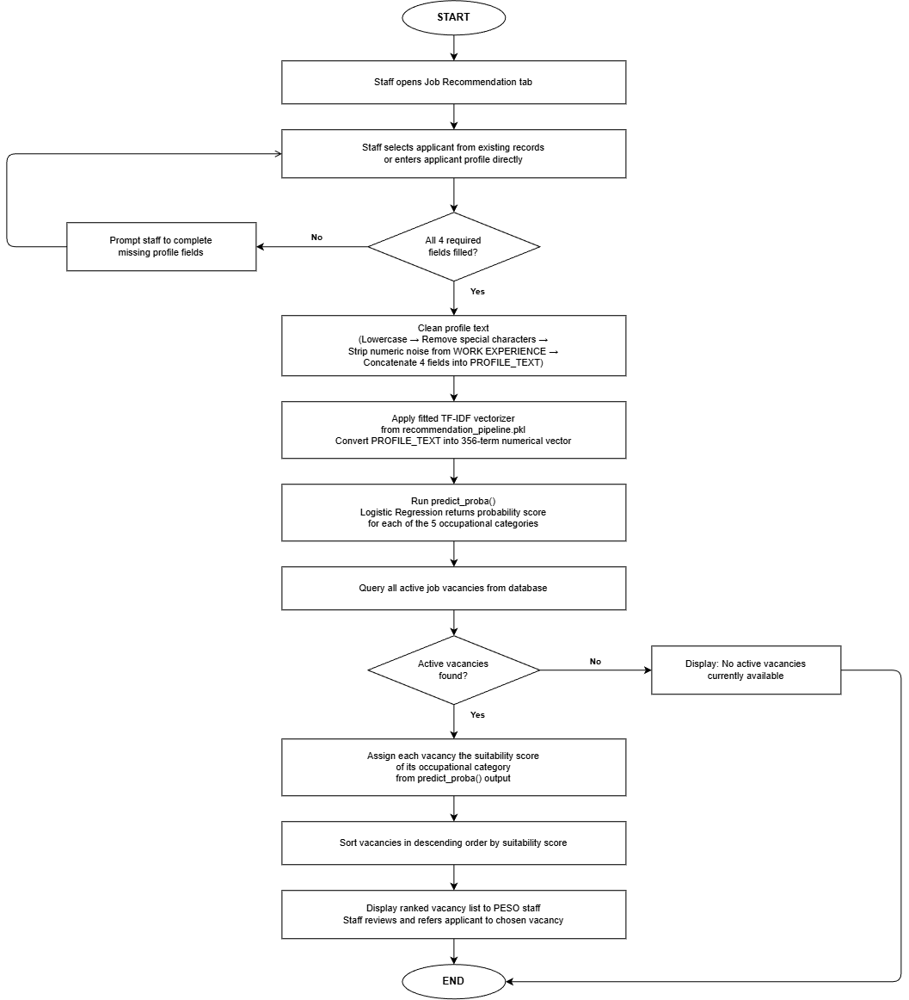 START
Staff opens Job Recommendation tab
Staff selects applicant from existing records
or enters applicant profile directly
All 4 required
fields filled?
No
Prompt staff to complete
missing profile fields
Yes
Clean profile text
(Lowercase → Remove special characters →
Strip numeric noise from WORK EXPERIENCE →
Concatenate 4 fields into PROFILE_TEXT)
Apply fitted TF-IDF vectorizer
from recommendation_pipeline.pkl
Convert PROFILE_TEXT into 356-term numerical vector
Run predict_proba()
Logistic Regression returns probability score
for each of the 5 occupational categories
Query all active job vacancies from database
Active vacancies
found?
No
Display: No active vacancies
currently available
Yes
Assign each vacancy the suitability score
of its occupational category
from predict_proba() output
Sort vacancies in descending order by suitability score
Display ranked vacancy list to PESO staff
Staff reviews and refers applicant to chosen vacancy
END